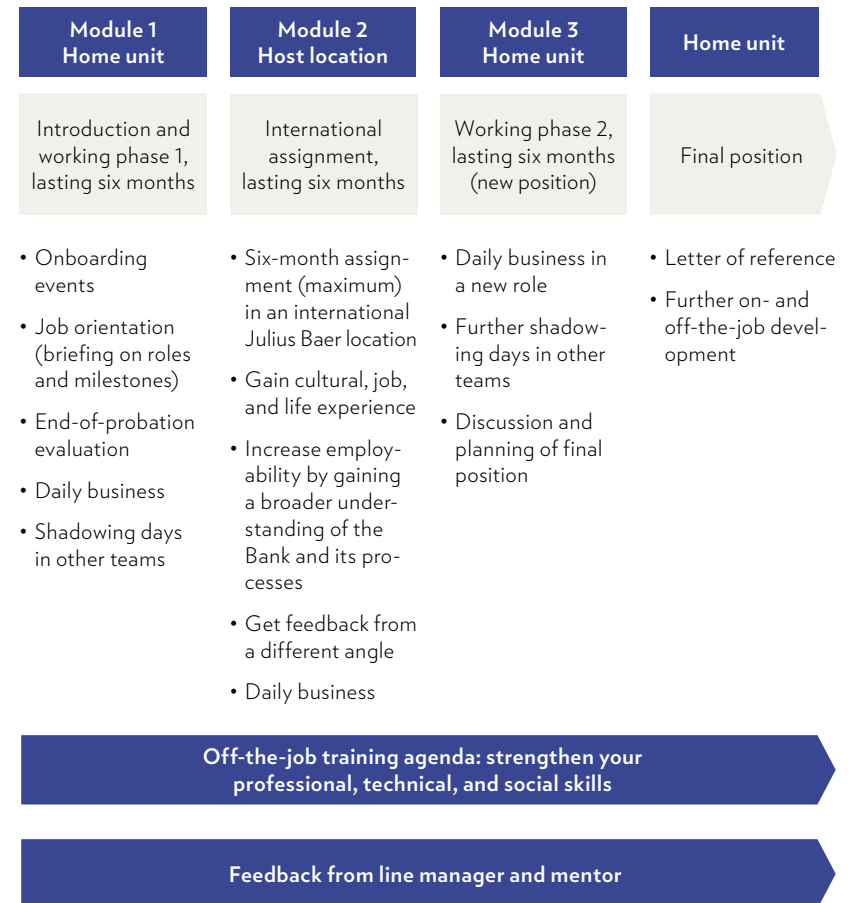 Module 1
Home unit
Module 2
Host location
Module 3
Home unit
Home unit
Introduction and
working phase 1,
lasting six months
International
assignment,
lasting six months
Working phase 2,
lasting six months
(new position)
Final position
• Onboarding
events
• Job orientation
(briefing on roles
and milestones)
• End-of-probation
evaluation
• Daily business
• Shadowing days
in other teams
• Six-month assign-
ment (maximum)
in an international
Julius Baer location
• Gain cultural, job,
and life experience
• Increase employ-
ability by gaining
a broader under-
standing of the
Bank and its pro-
cesses
• Get feedback from
a different angle
• Daily business
• Daily business in
a new role
• Further shadow-
ing days in other
teams
• Discussion and
planning of final
position
• Letter of reference
• Further on- and
off-the-job devel-
opment
Off-the-job training agenda: strengthen your
professional, technical, and social skills
Feedback from line manager and mentor